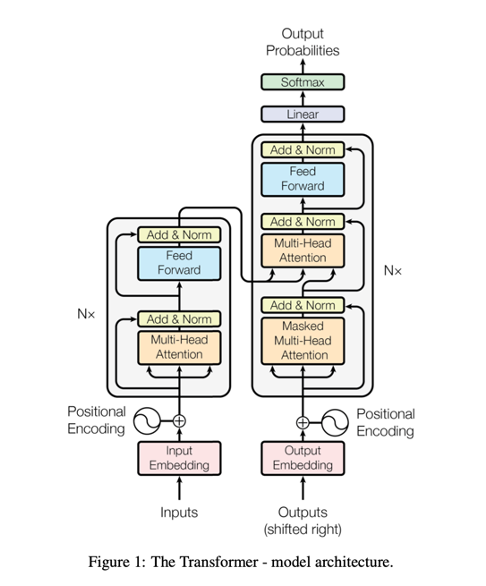 Output
Probabilities
Softmax
Linear
Add & Norm
Feed
Forward
Add & Norm
Multi-Head
Attention
Add & Norm
Masked
Multi-Head
Attention
N×
Add & Norm
Feed
Forward
Add & Norm
Multi-Head
Attention
N×
Positional
Encoding
Positional
Encoding
Input
Embedding
Output
Embedding
Inputs
Outputs
(shifted right)
Figure 1: The Transformer - model architecture.